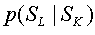 p(S_L | S_K)